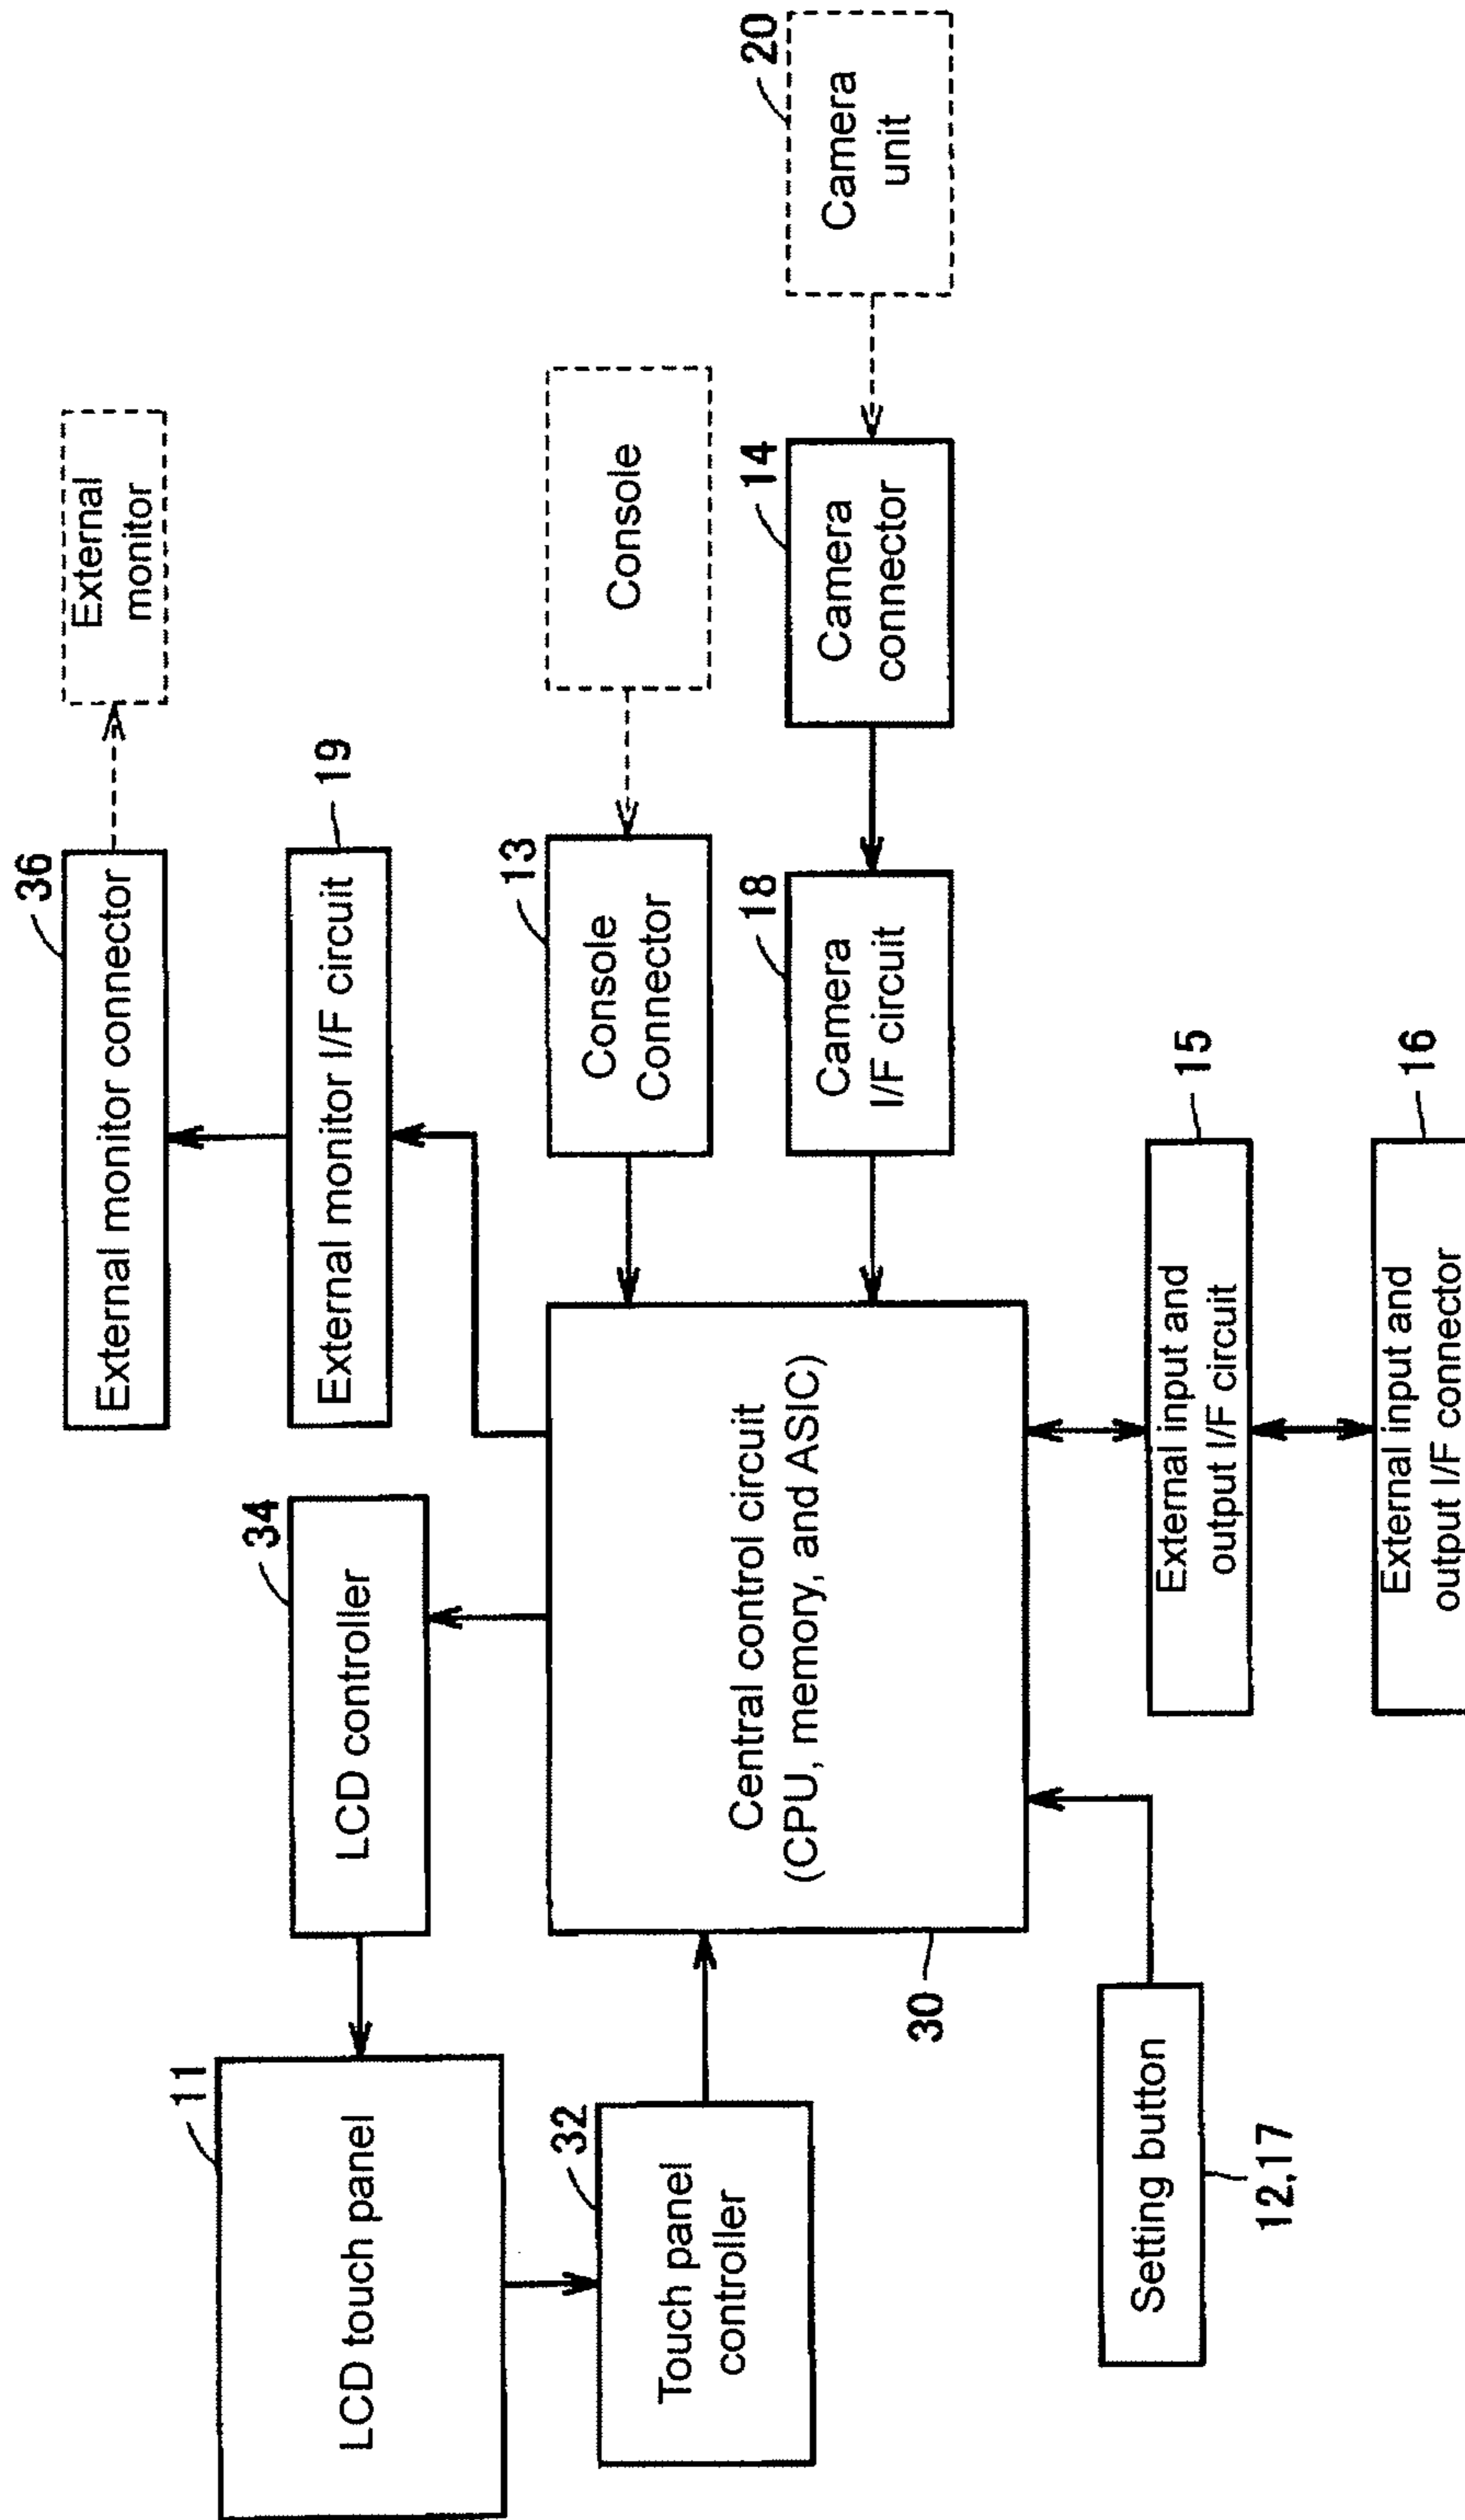 11
LCD touch panel
34
LCD controller
36
External monitor connector
External
monitor
19
External monitor I/F circuit
32
Touch panel
controller
Central control circuit
(CPU, memory, and ASIC)
30
13
Console
Connector
Console
18
Camera
I/F circuit
14
Camera
connector
20
Camera
unit
Setting button
12,17
External input and
output I/F circuit
15
External input and
output I/F connector
16